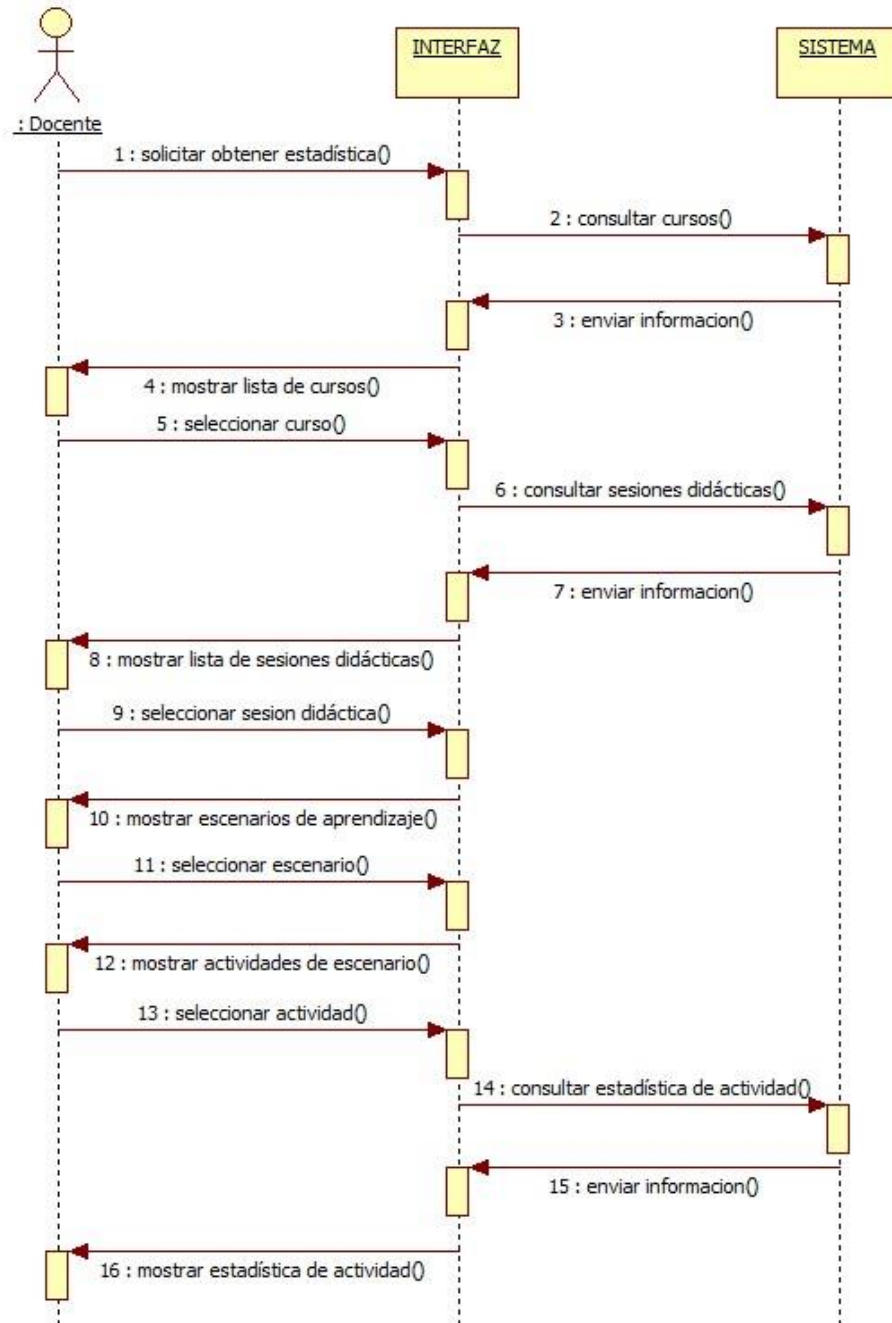 INTERFAZ
SISTEMA
: Docente
1 : solicitar obtener estadística()
2 : consultar cursos()
3 : enviar informacion()
4 : mostrar lista de cursos()
5 : seleccionar curso()
6 : consultar sesiones didácticas()
7 : enviar informacion()
8 : mostrar lista de sesiones didácticas()
9 : seleccionar sesion didáctica()
10 : mostrar escenarios de aprendizaje()
11 : seleccionar escenario()
12 : mostrar actividades de escenario()
13 : seleccionar actividad()
14 : consultar estadística de actividad()
15 : enviar informacion()
16 : mostrar estadística de actividad()